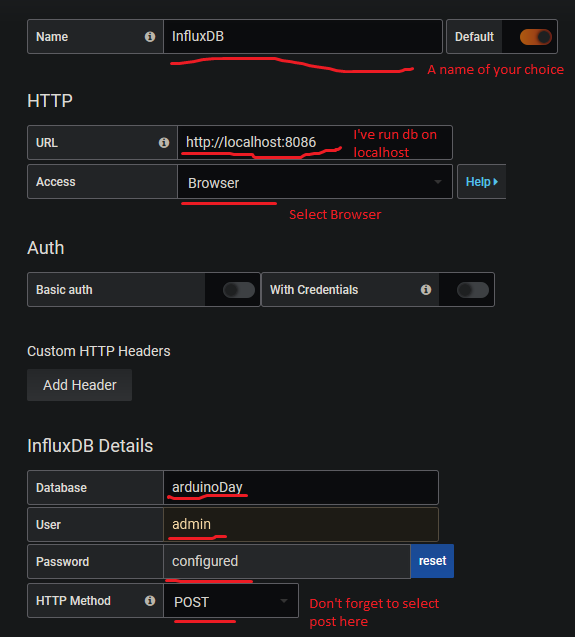 Name InfluxDB Default
A name of your choice
HTTP
URL http://localhost:8086 I've run db on
localhost
Access Browser Help
Select Browser
Auth
Basic auth With Credentials
Custom HTTP Headers
Add Header
InfluxDB Details
Database arduinoDay
User admin
Password configured reset
HTTP Method POST Don't forget to select
post here